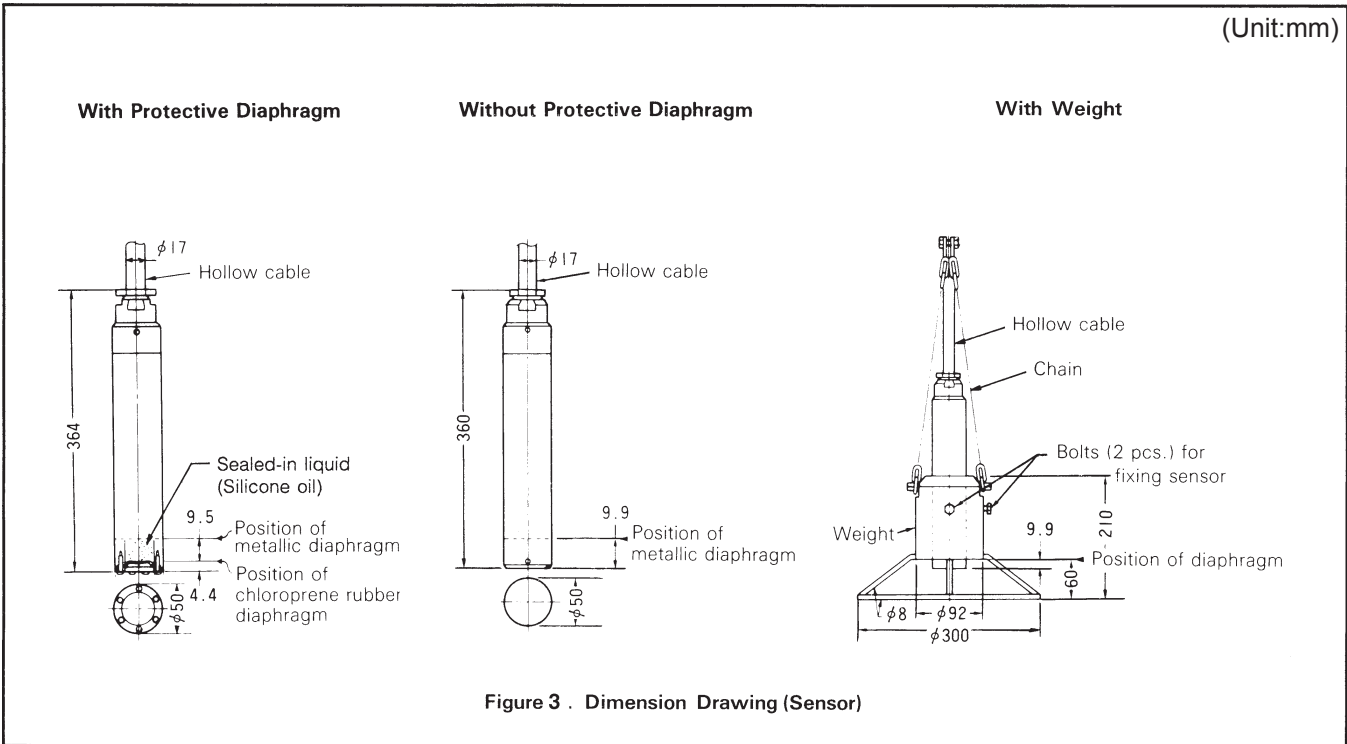 (Unit:mm)
With Protective Diaphragm
Without Protective Diaphragm
With Weight
φ17
Hollow cable
364
Sealed-in liquid
(Silicone oil)
9.5
Position of
metallic diaphragm
Position of
chloroprene rubber
diaphragm
4.4
φ50
φ17
Hollow cable
360
9.9
Position of
metallic diaphragm
φ50
Hollow cable
Chain
Bolts (2 pcs.) for
fixing sensor
Weight
9.9
210
Position of diaphragm
60
φ8
φ92
φ300
Figure 3 . Dimension Drawing (Sensor)